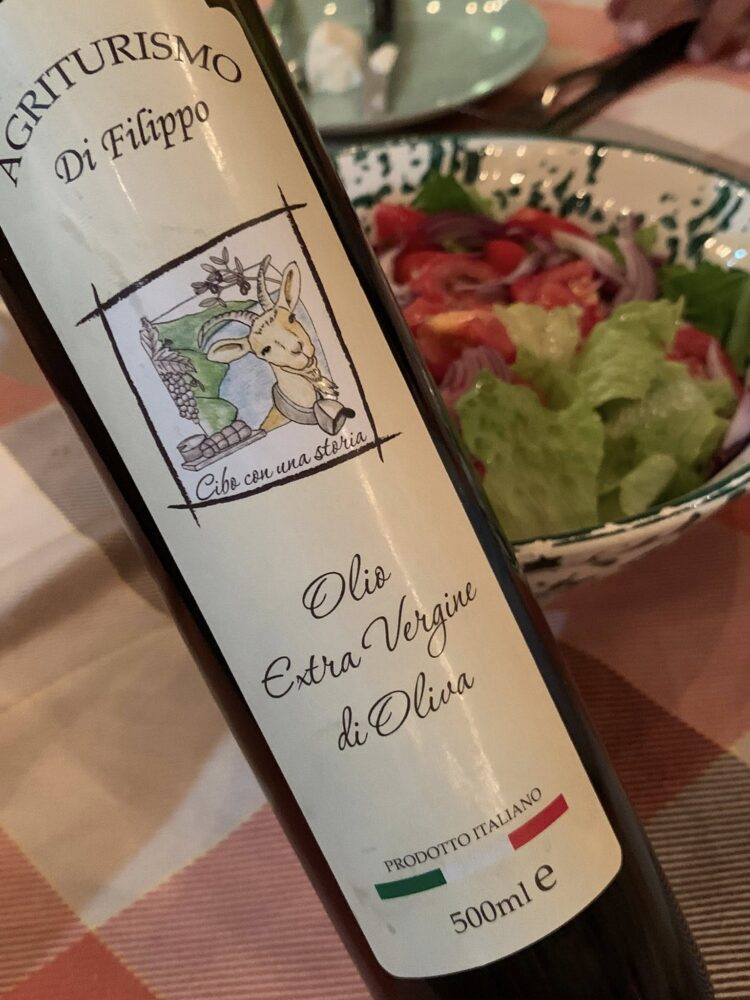 AGRITURISMO
Di Filippo
Cibo con una storia
Olio
Extra Vergine
di Oliva
PRODOTTO ITALIANO
500ml e